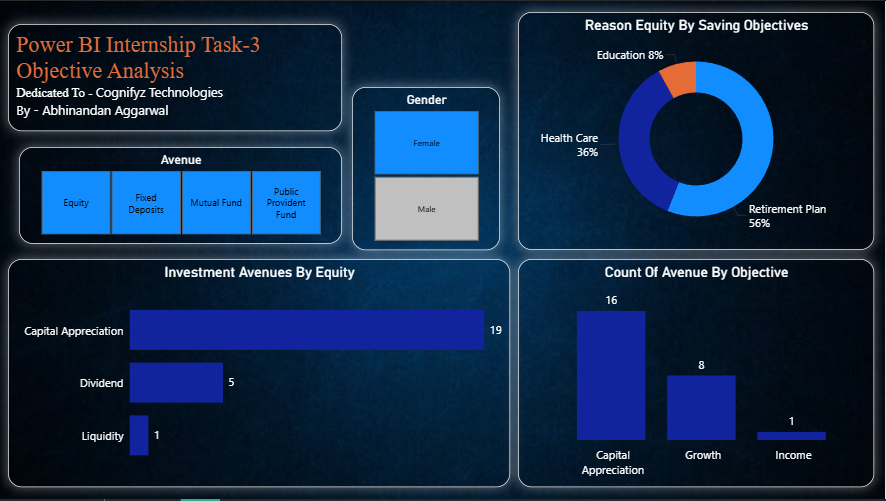 Power BI Internship Task-3
Objective Analysis
Dedicated To - Cognifyz Technologies
By - Abhinandan Aggarwal
Avenue
Equity
Fixed
Deposits
Mutual Fund
Public
Provident
Fund
Gender
Female
Male
Reason Equity By Saving Objectives
Education 8%
Health Care
36%
Retirement Plan
56%
Investment Avenues By Equity
Capital Appreciation
19
Dividend
5
Liquidity
1
Count Of Avenue By Objective
16
8
1
Capital
Appreciation
Growth
Income